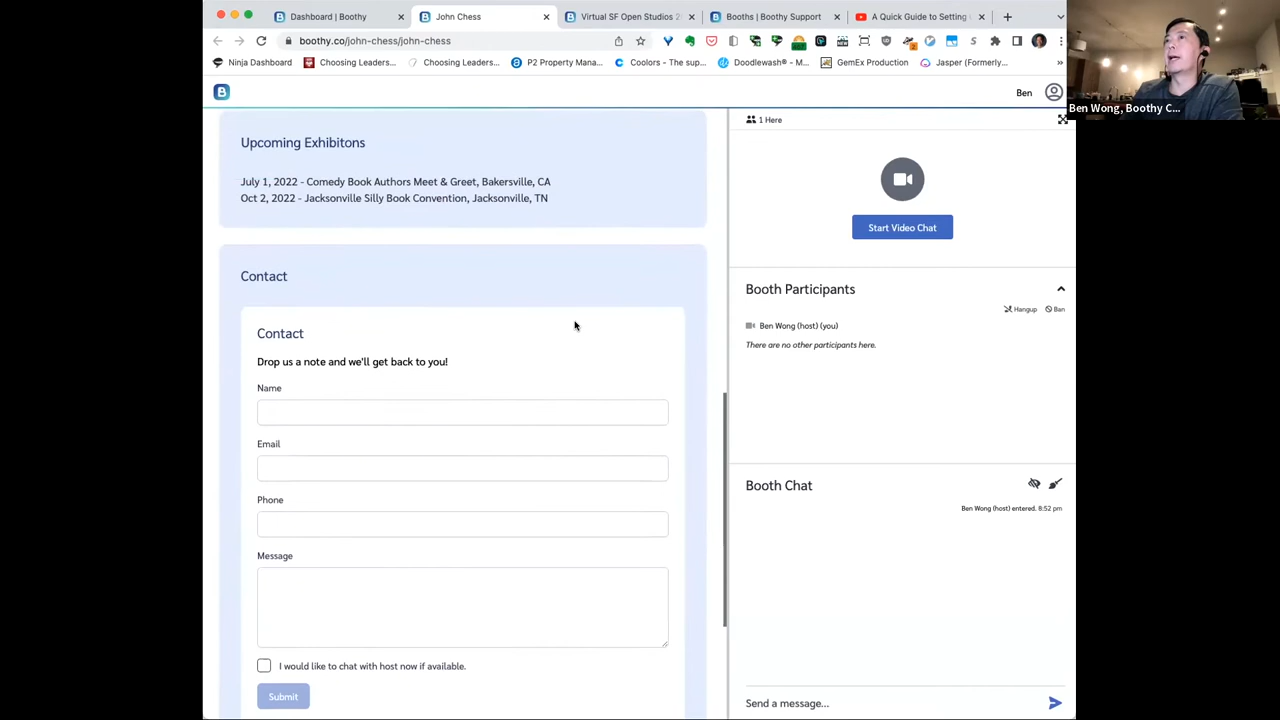 Dashboard | Boothy
John Chess
Virtual SF Open Studios 2
Booths | Boothy Support
A Quick Guide to Setting
boothy.co/john-chess/john-chess
Ninja Dashboard
Choosing Leaders...
Choosing Leaders...
P2 Property Mana...
Coolors - The sup...
Doodlewash® - M...
GemEx Production
Jasper (Formerly...
»
Ben
Ben Wong, Boothy C...
Upcoming Exhibitons
July 1, 2022 - Comedy Book Authors Meet & Greet, Bakersville, CA
Oct 2, 2022 - Jacksonville Silly Book Convention, Jacksonville, TN
Contact
Contact
Drop us a note and we'll get back to you!
Name
Email
Phone
Message
I would like to chat with host now if available.
Submit
1 Here
Start Video Chat
Booth Participants
Hangup Ban
Ben Wong (host) (you)
There are no other participants here.
Booth Chat
Ben Wong (host) entered. 8:52 pm
Send a message...